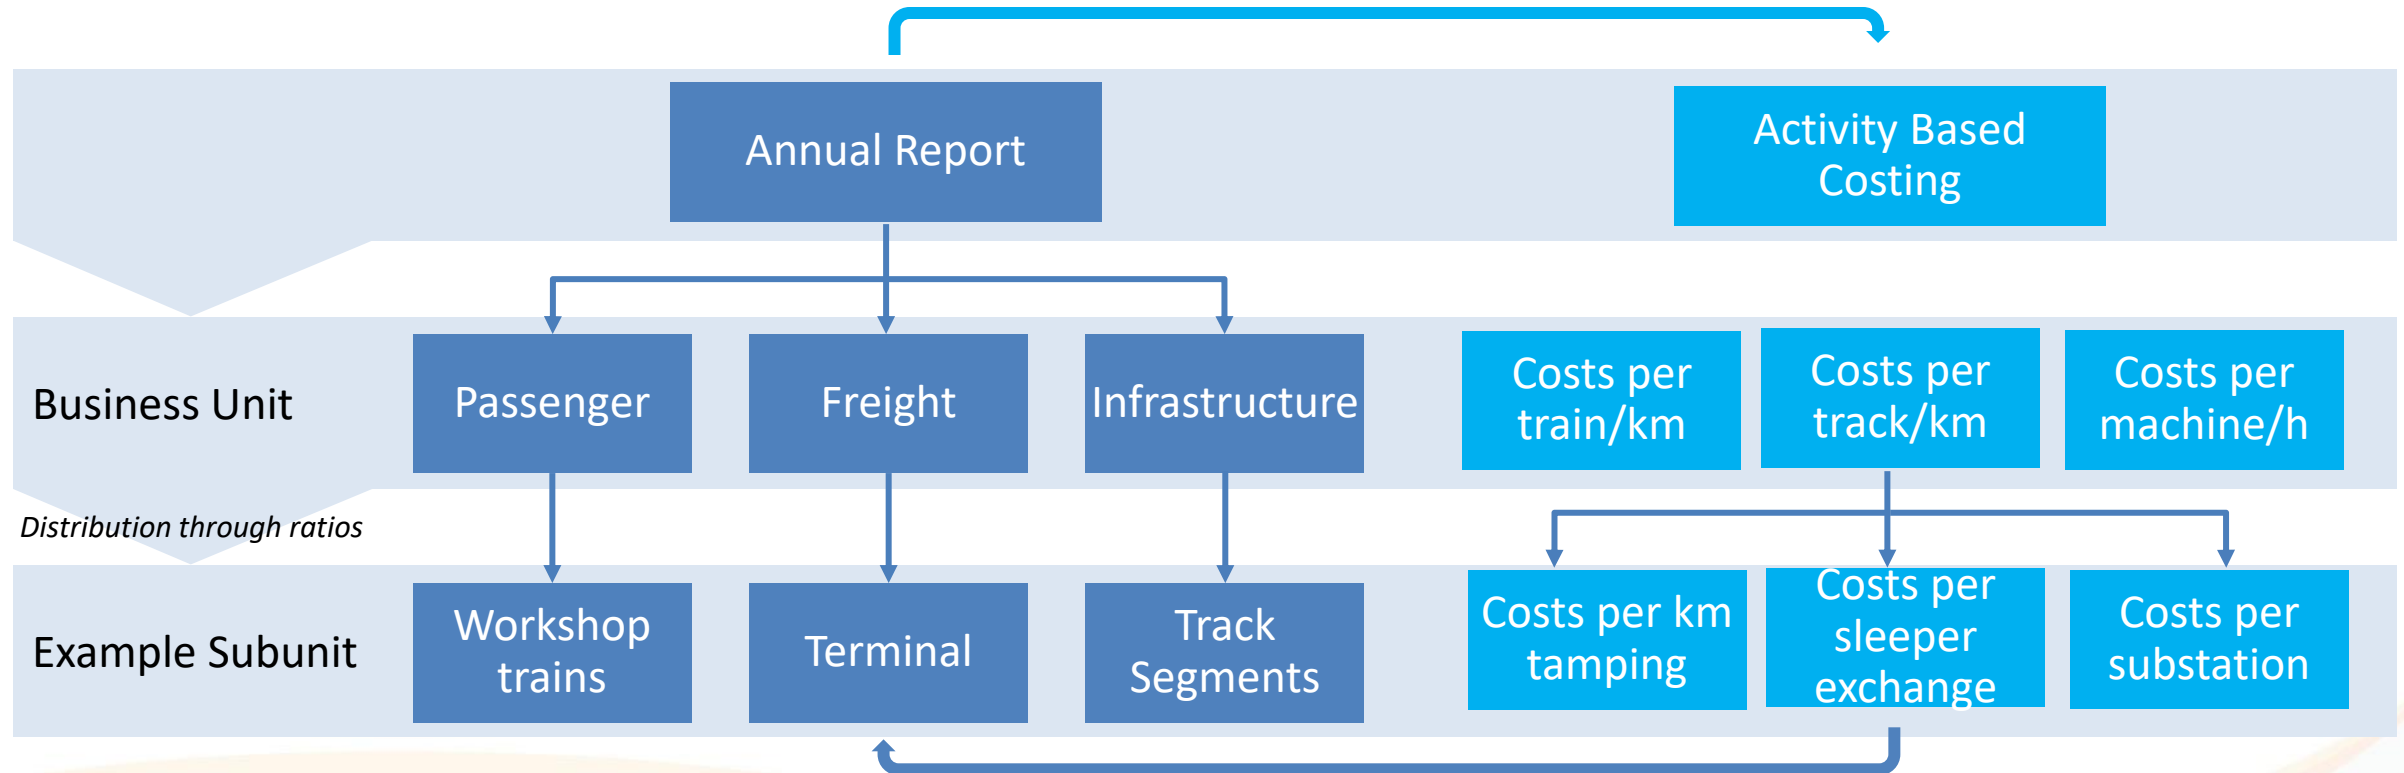 Annual Report
Activity Based
Costing
Business Unit
Passenger
Freight
Infrastructure
Costs per
train/km
Costs per
track/km
Costs per
machine/h
Distribution through ratios
Example Subunit
Workshop
trains
Terminal
Track
Segments
Costs per km
tamping
Costs per
sleeper
exchange
Costs per
substation